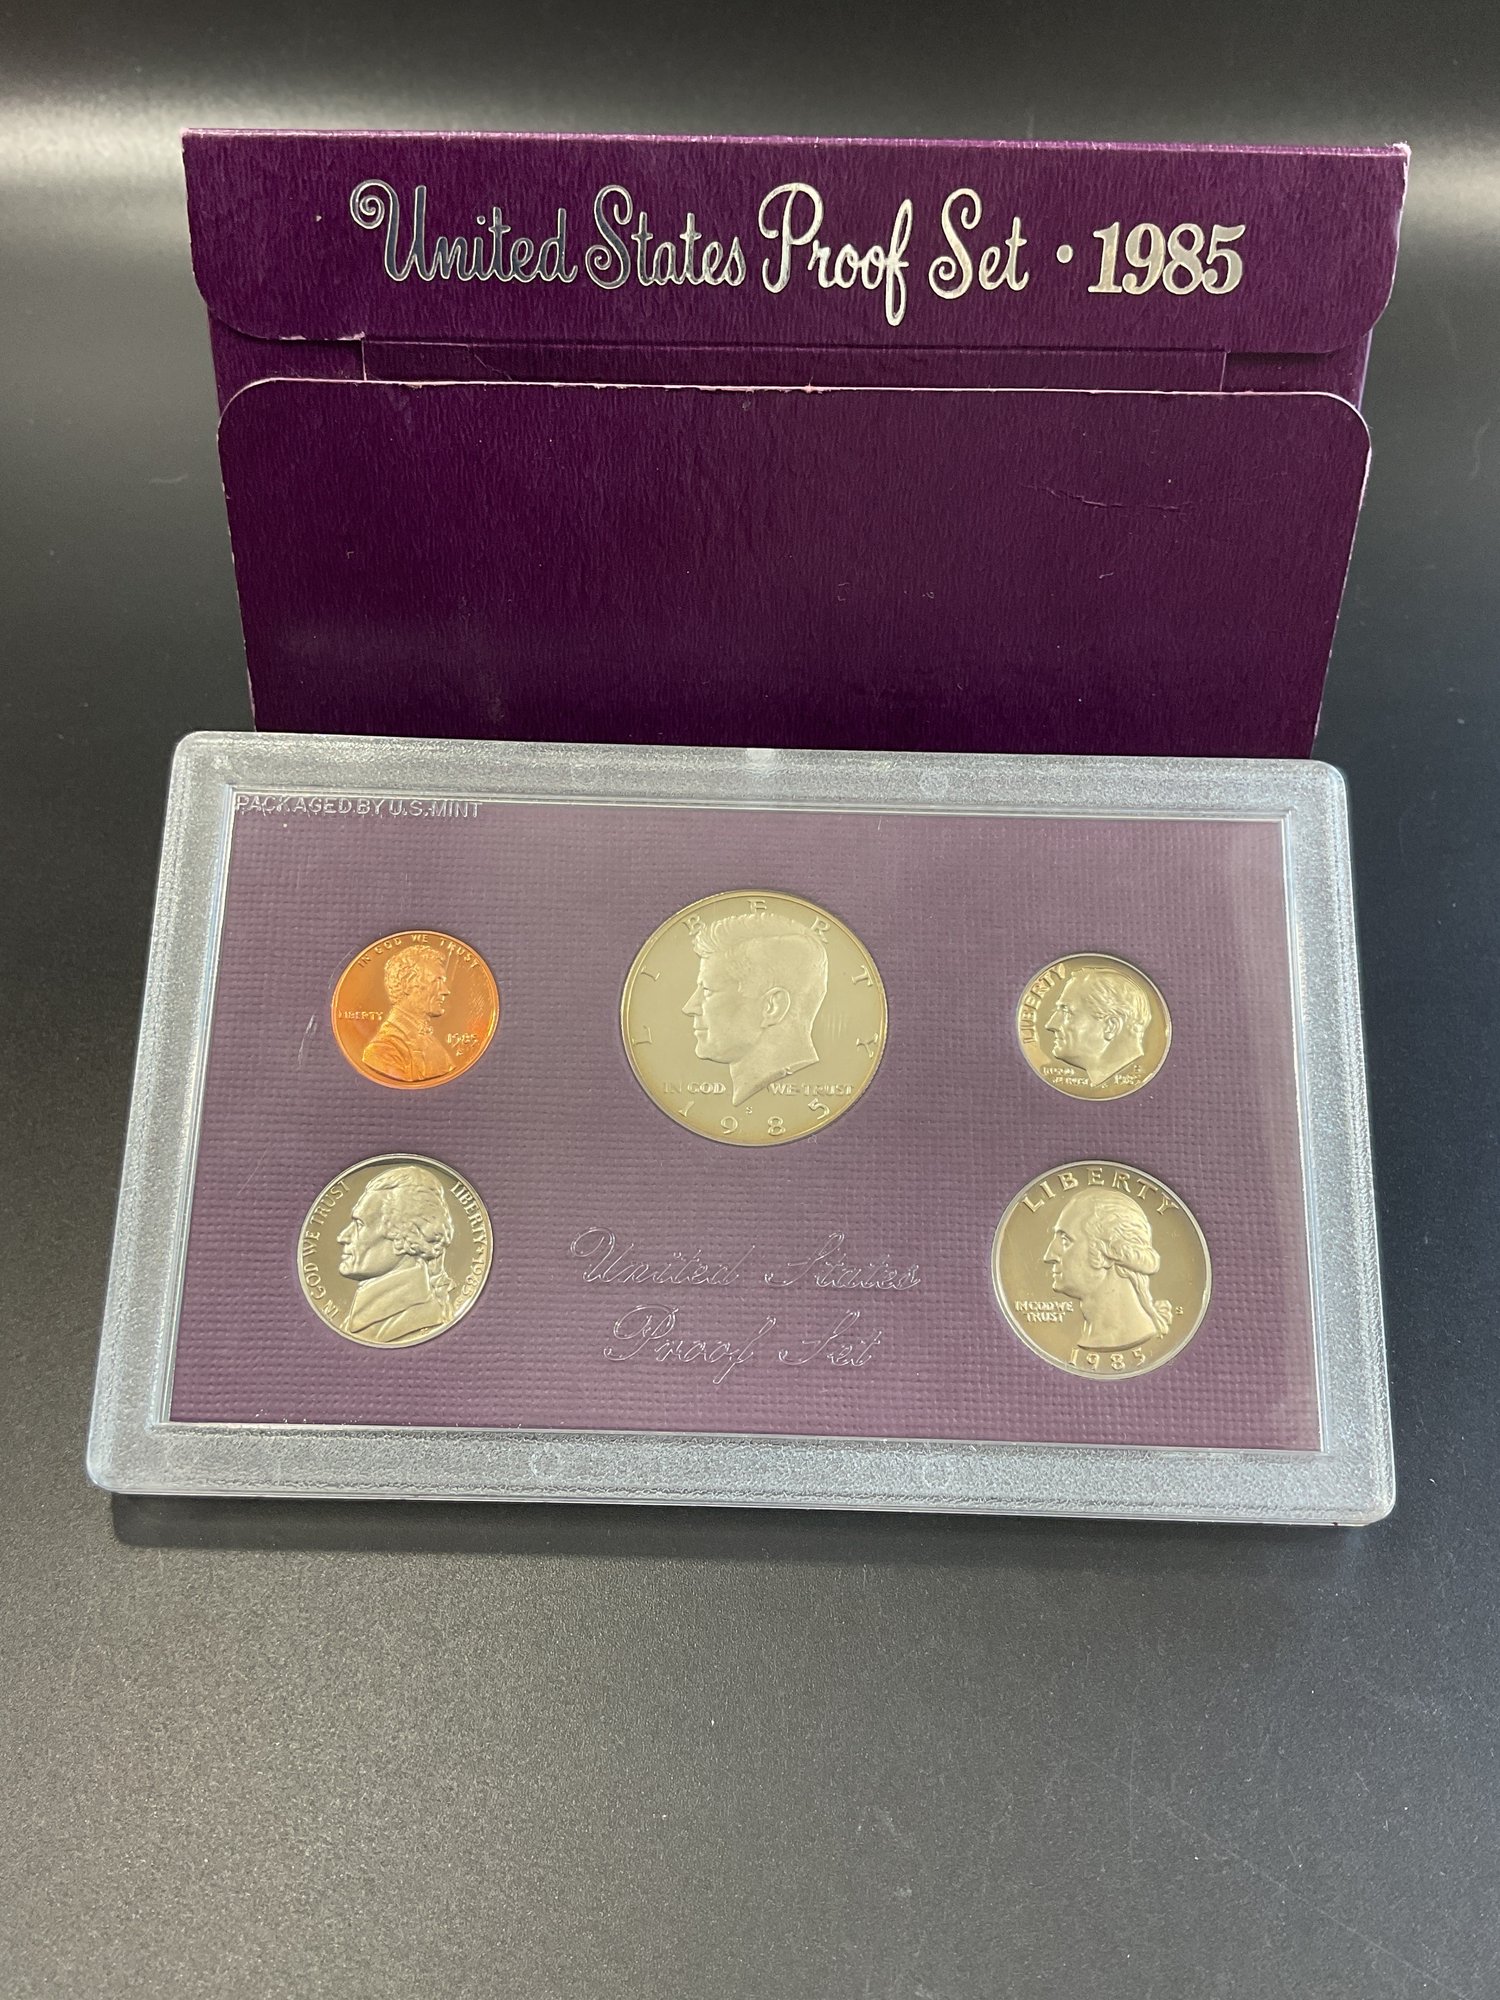 United States Proof Set · 1985
PACKAGED BY U.S. MINT
IN GOD WE TRUST
LIBERTY
1985
S
LIBERTY
IN GOD WE TRUST
S
1985
LIBERTY
IN GOD
WE TRUST
S
1985
IN GOD WE TRUST
LIBERTY ★ 1985
S
United States
Proof Set
LIBERTY
IN GOD WE
TRUST
S
1985